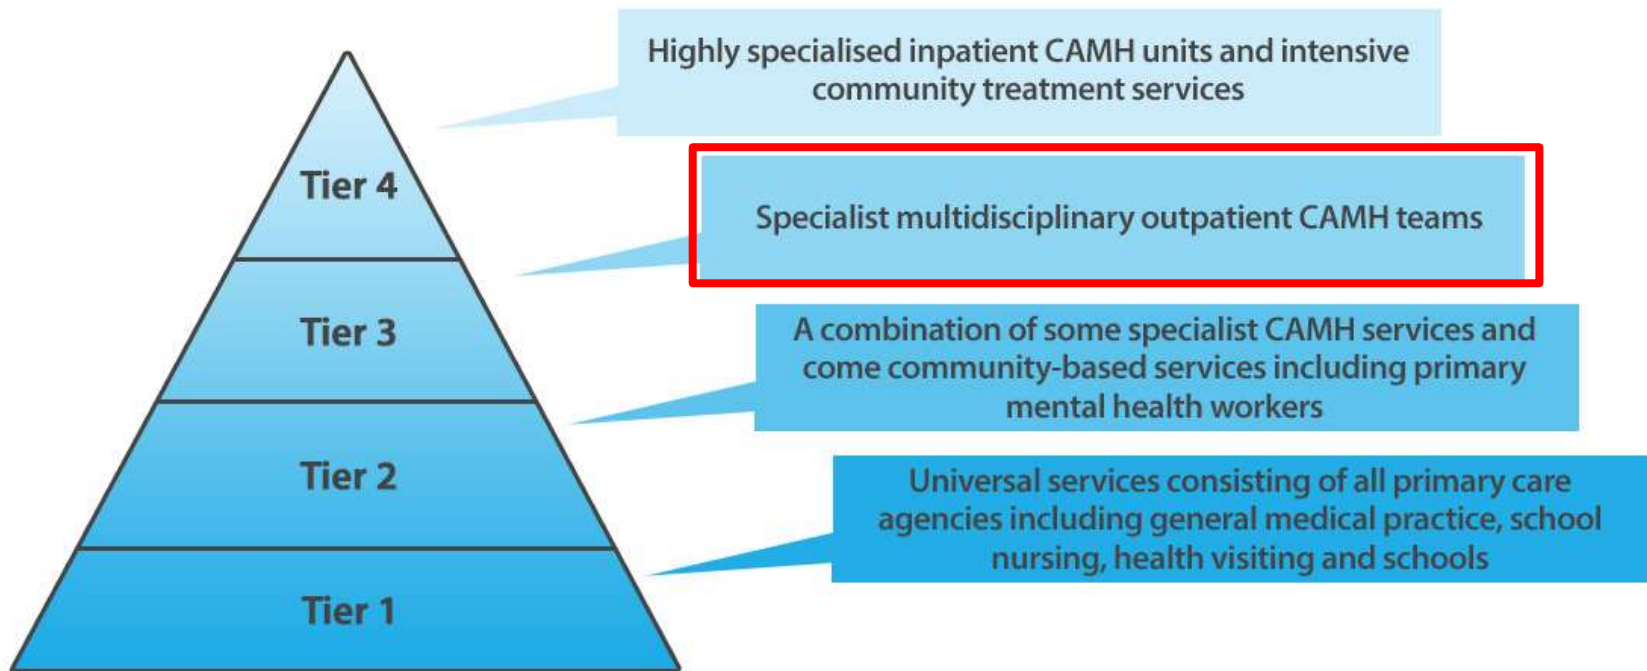 Highly specialised inpatient CAMH units and intensive
community treatment services
Tier 4
Specialist multidisciplinary outpatient CAMH teams
Tier 3
A combination of some specialist CAMH services and
come community-based services including primary
mental health workers
Tier 2
Universal services consisting of all primary care
agencies including general medical practice, school
nursing, health visiting and schools
Tier 1